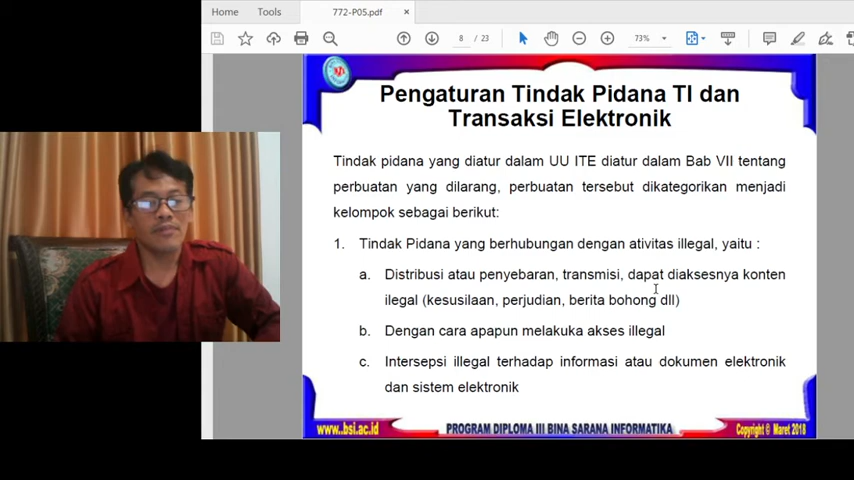 Home Tools 772-P05.pdf ×
8 / 23 73%
Pengaturan Tindak Pidana TI dan
Transaksi Elektronik
Tindak pidana yang diatur dalam UU ITE diatur dalam Bab VII tentang
perbuatan yang dilarang, perbuatan tersebut dikategorikan menjadi
kelompok sebagai berikut:
1. Tindak Pidana yang berhubungan dengan ativitas illegal, yaitu :
a. Distribusi atau penyebaran, transmisi, dapat diaksesnya konten
ilegal (kesusilaan, perjudian, berita bohong dll)
b. Dengan cara apapun melakuka akses illegal
c. Intersepsi illegal terhadap informasi atau dokumen elektronik
dan sistem elektronik
www..bsi.ac.id PROGRAM DIPLOMA III BINA SARANA INFORMATIKA Copyright © Maret 2018